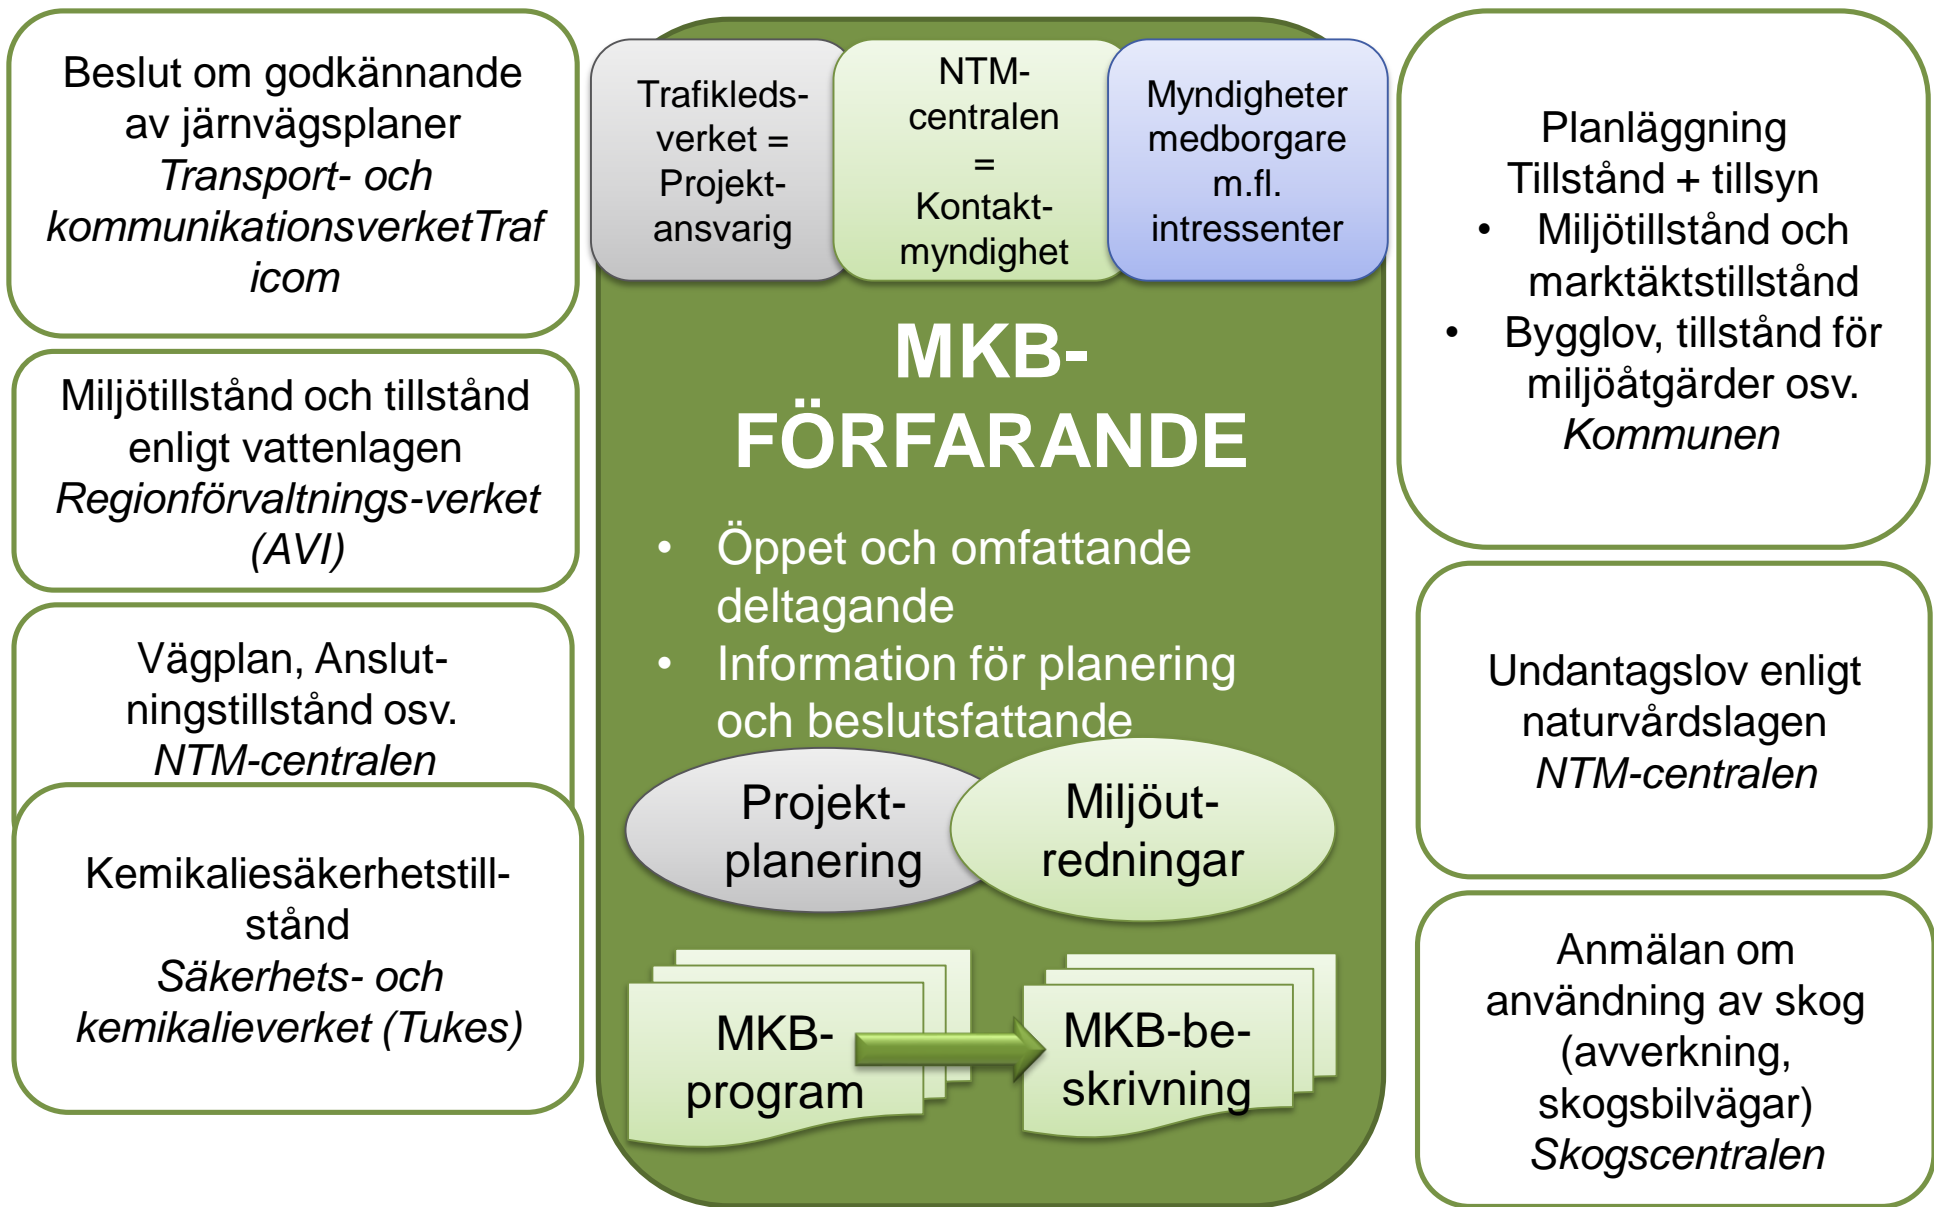 Beslut om godkännande
av järnvägsplaner
Transport- och
kommunikationsverketTraf
icom
Miljötillstånd och tillstånd
enligt vattenlagen
Regionförvaltnings-verket
(AVI)
Vägplan, Anslut-
ningstillstånd osv.
NTM-centralen
Kemikaliesäkerhetstill-
stånd
Säkerhets- och
kemikalieverket (Tukes)
Trafikleds-
verket =
Projekt-
ansvarig
NTM-
centralen
=
Kontakt-
myndighet
Myndigheter
medborgare
m.fl.
intressenter
MKB-
FÖRFARANDE
• Öppet och omfattande
deltagande
• Information för planering
och beslutsfattande
Projekt-
planering
Miljöut-
redningar
MKB-
program
MKB-be-
skrivning
Planläggning
Tillstånd + tillsyn
• Miljötillstånd och
marktäktstillstånd
• Bygglov, tillstånd för
miljöåtgärder osv.
Kommunen
Undantagslov enligt
naturvårdslagen
NTM-centralen
Anmälan om
användning av skog
(avverkning,
skogsbilvägar)
Skogscentralen